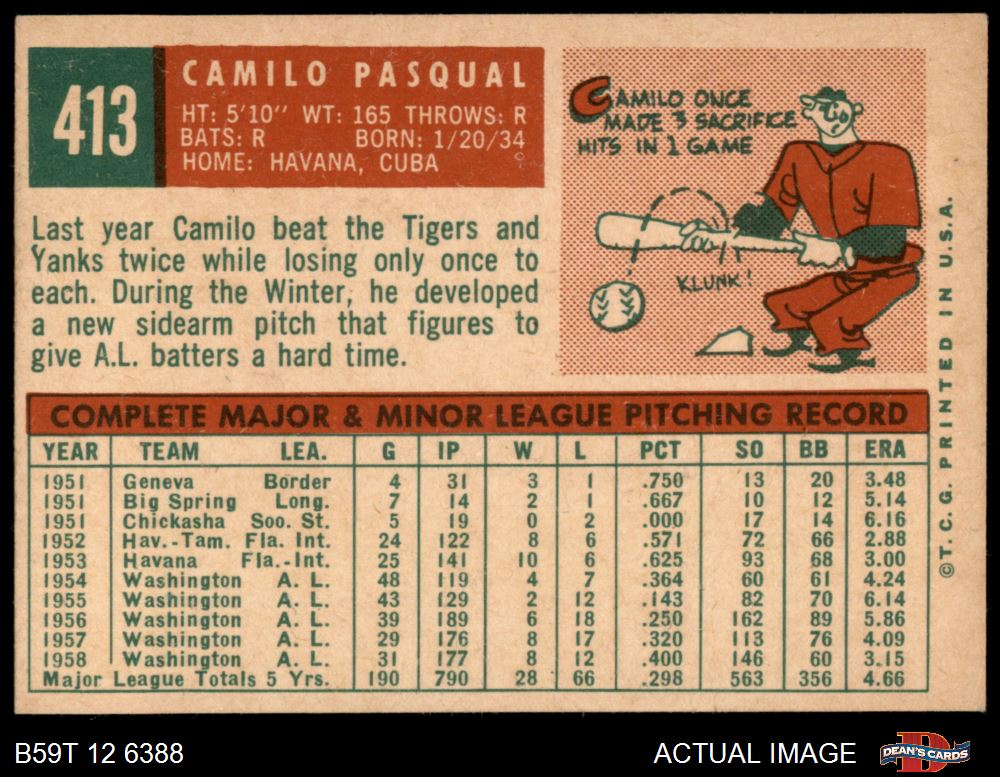 413
CAMILO PASQUAL
HT: 5'10" WT: 165 THROWS: R
BATS: R BORN: 1/20/34
HOME: HAVANA, CUBA
CAMILO ONCE
MADE 3 SACRIFICE
HITS IN 1 GAME
KLUNK!
Last year Camilo beat the Tigers and
Yanks twice while losing only once to
each. During the Winter, he developed
a new sidearm pitch that figures to
give A.L. batters a hard time.
COMPLETE MAJOR & MINOR LEAGUE PITCHING RECORD
YEAR TEAM LEA. G IP W L PCT SO BB ERA
1951 Geneva Border 4 31 3 1 .750 13 20 3.48
1951 Big Spring Long. 7 14 2 1 .667 10 12 5.14
1951 Chickasha Soo. St. 5 19 0 2 .000 17 14 6.16
1952 Hav.-Tam. Fla. Int. 24 122 8 6 .571 72 66 2.88
1953 Havana Fla.-Int. 25 141 10 6 .625 93 68 3.00
1954 Washington A. L. 48 119 4 7 .364 60 61 4.24
1955 Washington A. L. 43 129 2 12 .143 82 70 6.14
1956 Washington A. L. 39 189 6 18 .250 162 89 5.86
1957 Washington A. L. 29 176 8 17 .320 113 76 4.09
1958 Washington A. L. 31 177 8 12 .400 146 60 3.15
Major League Totals 5 Yrs. 190 790 28 66 .298 563 356 4.66
©T. C. G. PRINTED IN U.S.A.
B59T 12 6388
ACTUAL IMAGE
D
DEAN'S CARDS